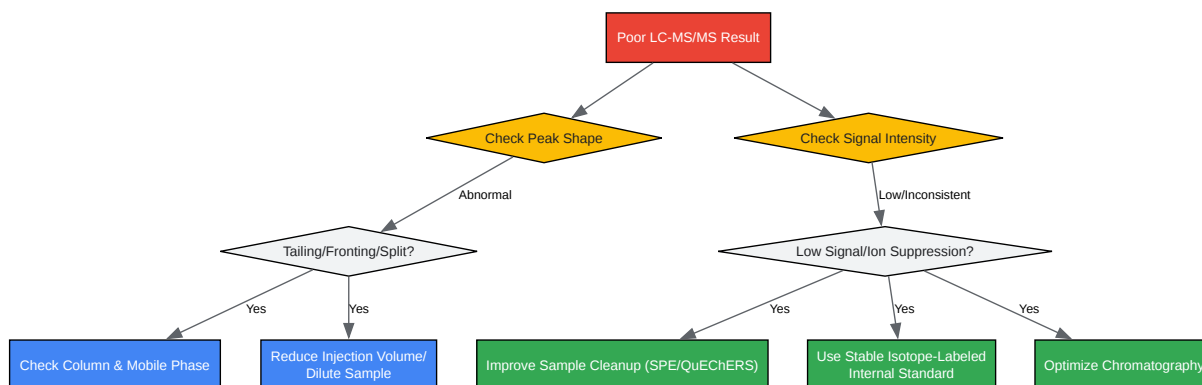 Poor LC-MS/MS Result
Check Peak Shape
Check Signal Intensity
Abnormal
Low/Inconsistent
Tailing/Fronting/Split?
Low Signal/Ion Suppression?
Yes
Yes
Yes
Yes
Yes
Check Column & Mobile Phase
Reduce Injection Volume/
Dilute Sample
Improve Sample Cleanup (SPE/QuEChERS)
Use Stable Isotope-Labeled
Internal Standard
Optimize Chromatography